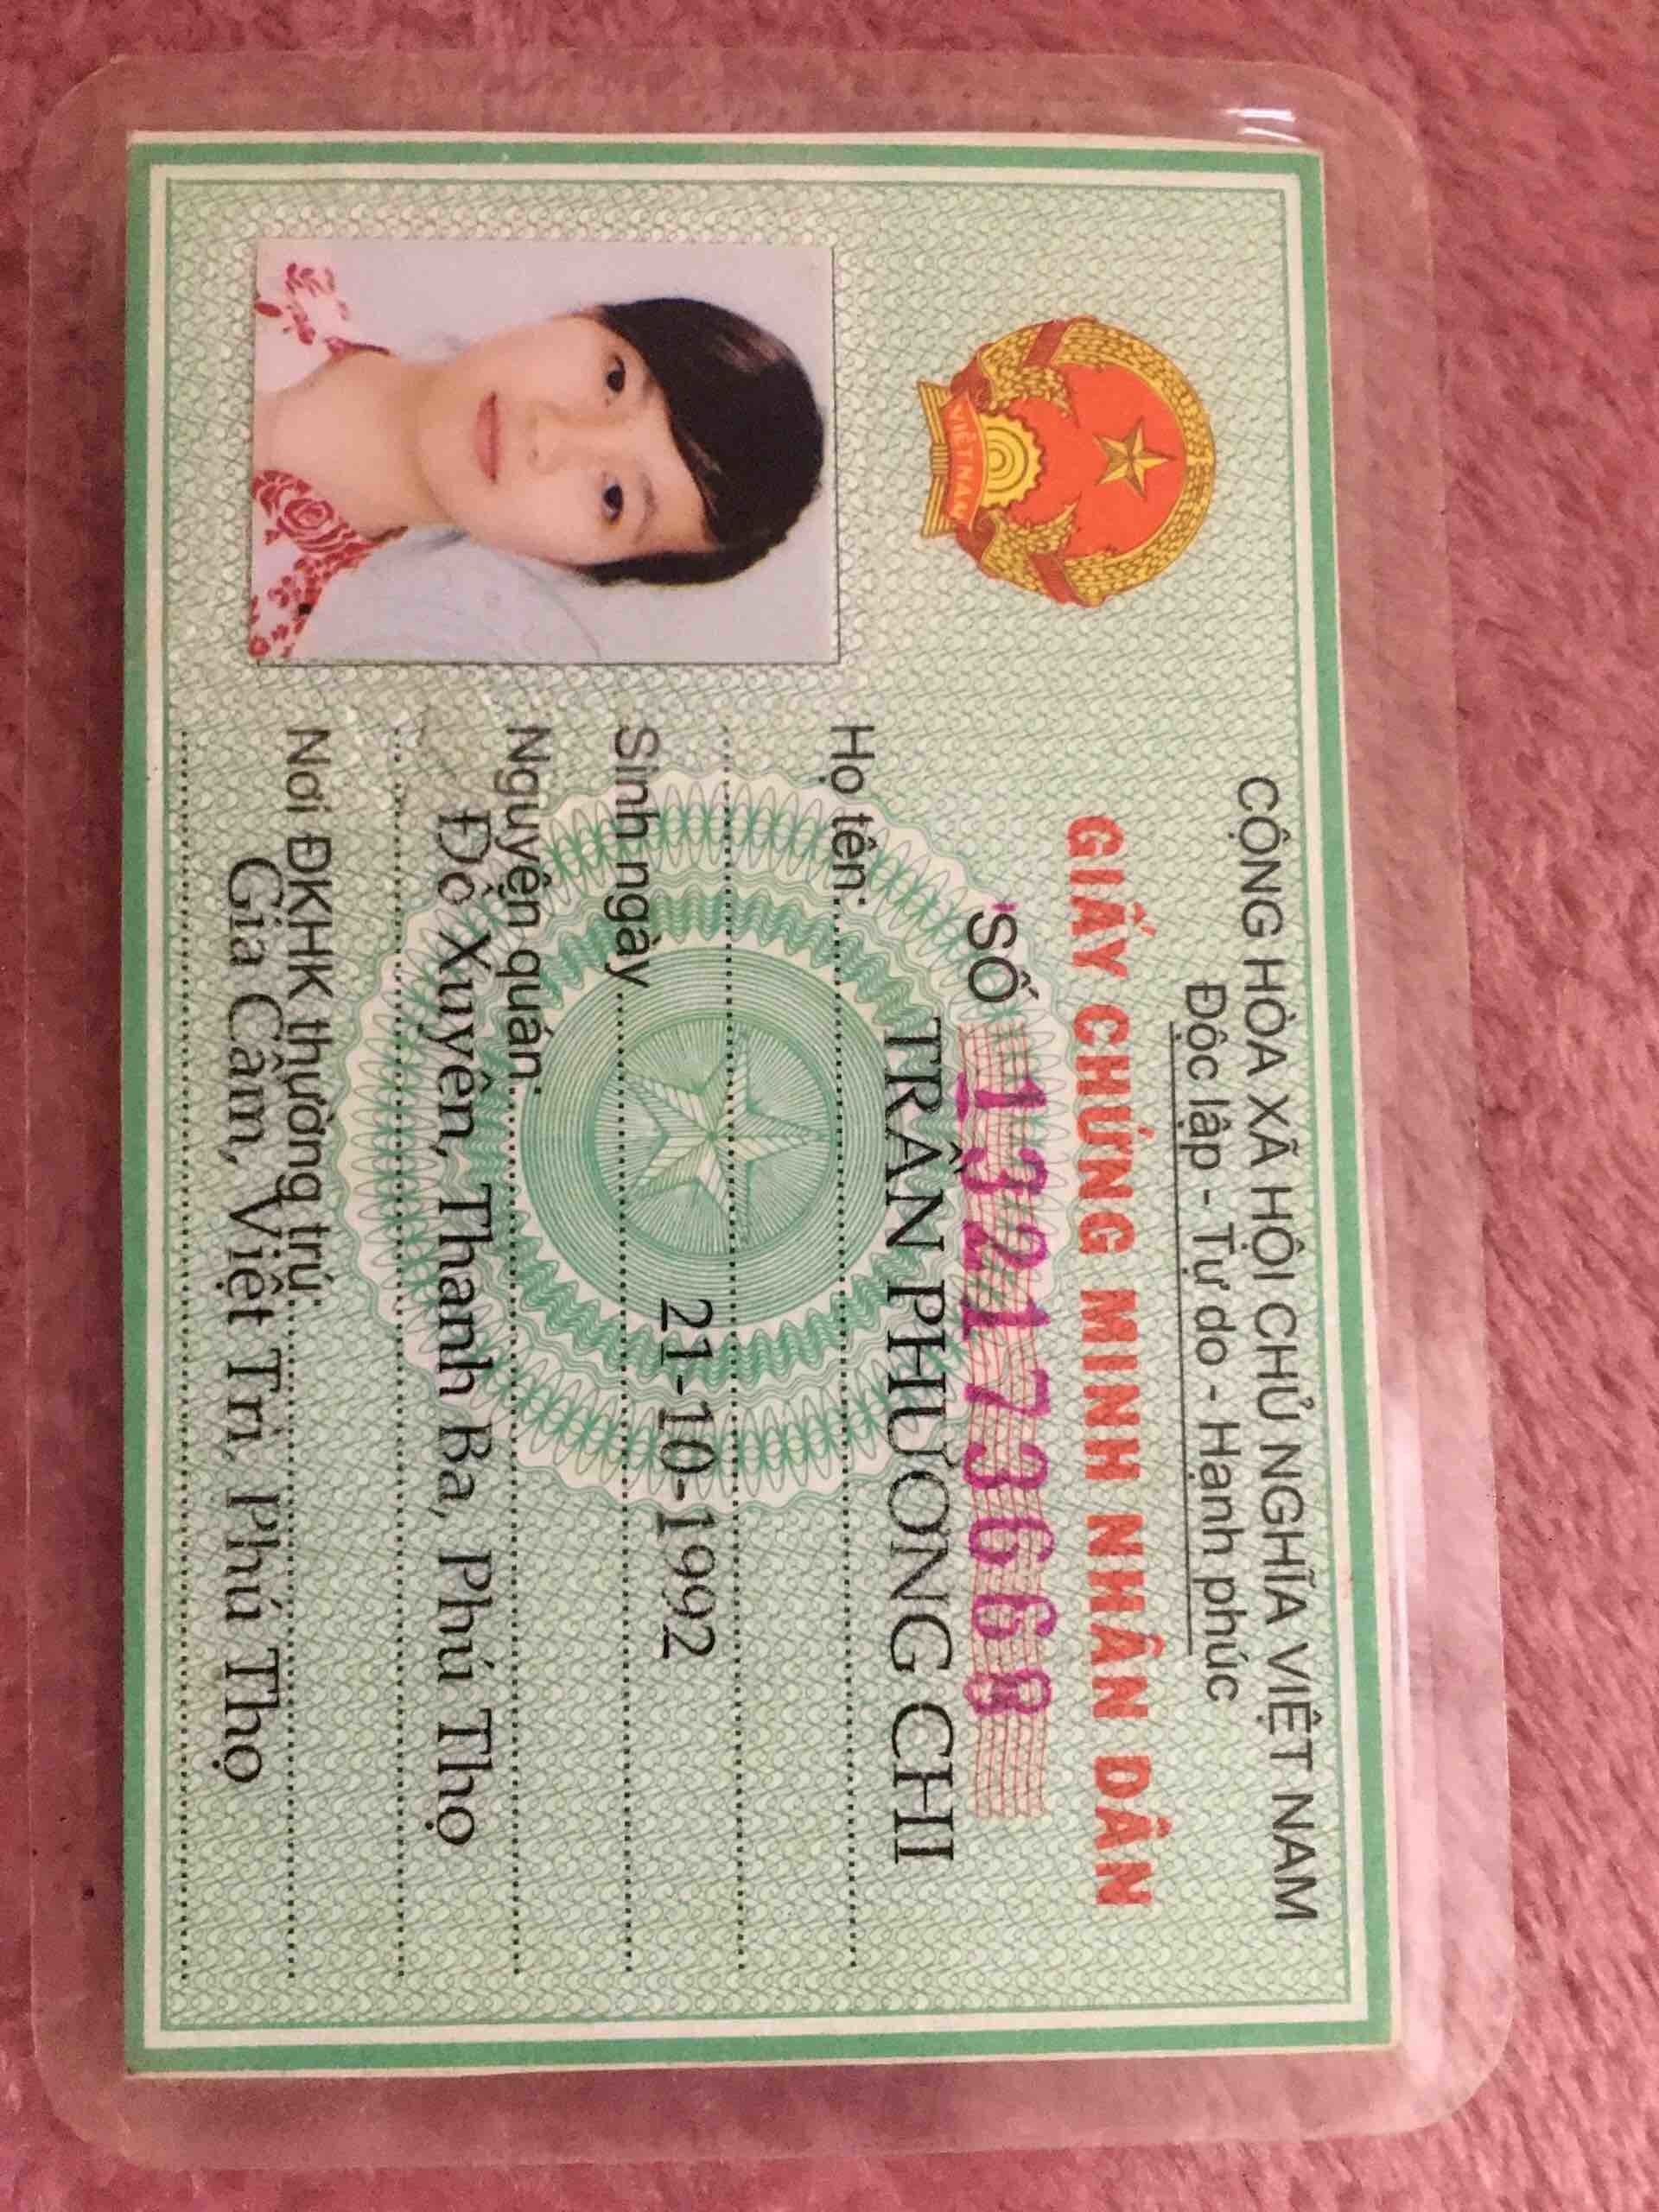 CỘNG HÒA XÃ HỘI CHỦ NGHĨA VIỆT NAM
Độc lập - Tự do - Hạnh phúc
GIẤY CHỨNG MINH NHÂN DÂN
SỐ 132173668
Họ tên: TRẦN PHƯƠNG CHI
Sinh ngày 21-10-1992
Nguyên quán:
Đỗ Xuyên, Thanh Ba, Phú Thọ
Nơi ĐKHK thường trú:
Gia Cẩm, Việt Trì, Phú Thọ
VIỆT NAM